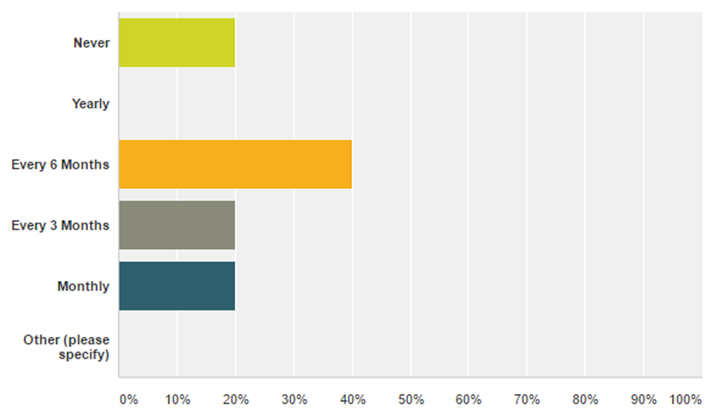 Never
Yearly
Every 6 Months
Every 3 Months
Monthly
Other (please
specify)
0% 10% 20% 30% 40% 50% 60% 70% 80% 90% 100%